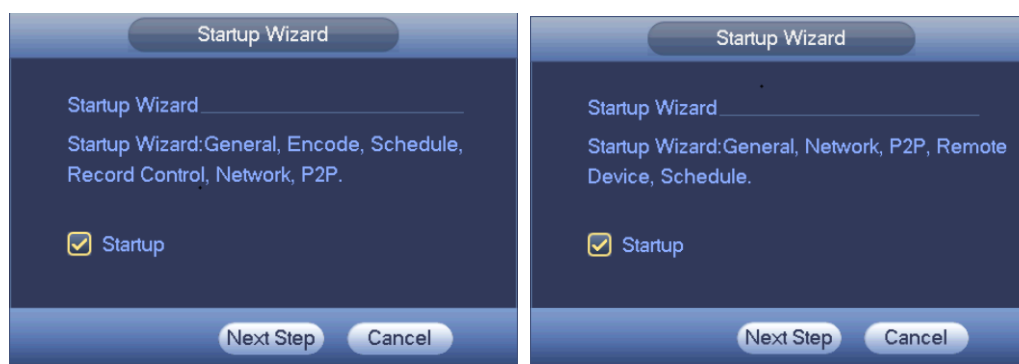 Startup Wizard
Startup Wizard
Startup Wizard:General, Encode, Schedule,
Record Control, Network, P2P.
Startup
Next Step
Cancel
Startup Wizard
Startup Wizard
Startup Wizard:General, Network, P2P, Remote
Device, Schedule.
Startup
Next Step
Cancel